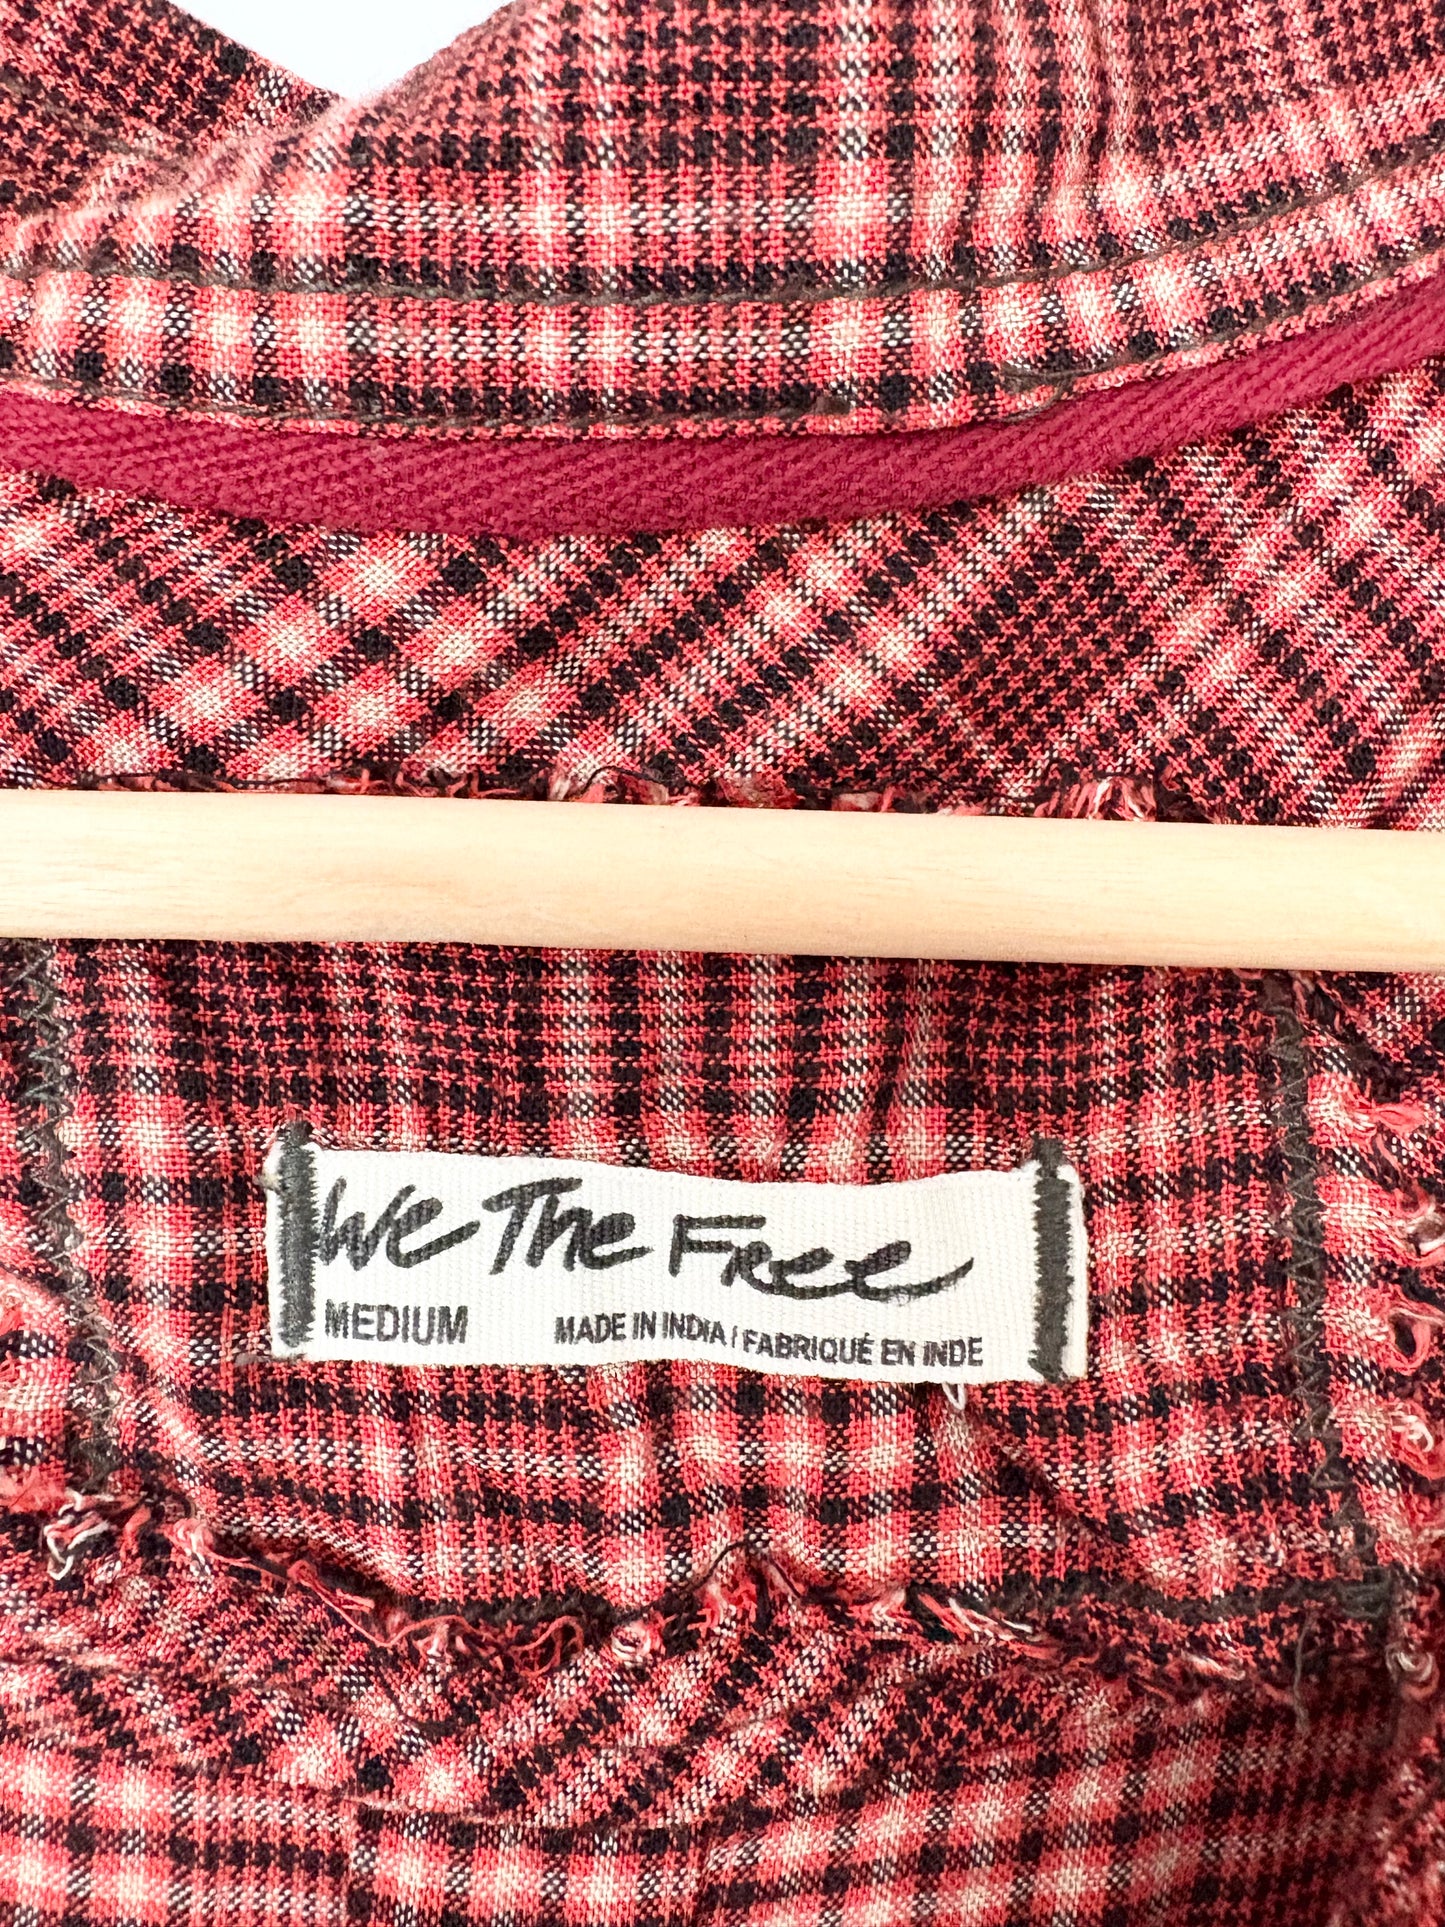 We The Free
MEDIUM MADE IN INDIA | FABRIQUÉ EN INDE